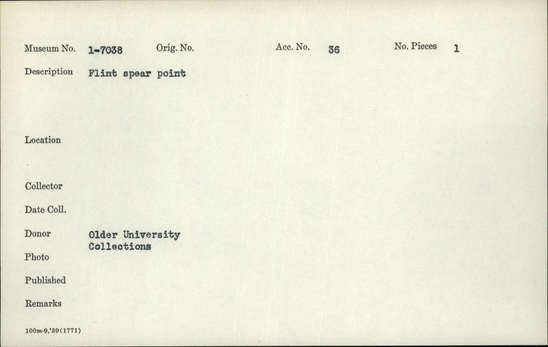 Museum No. 1-7038 Orig. No. Acc. No. 36 No. Pieces 1
Description Flint spear point
Location
Collector
Date Coll.
Donor Older University
Collections
Photo
Published
Remarks
100m-9,'39(1771)